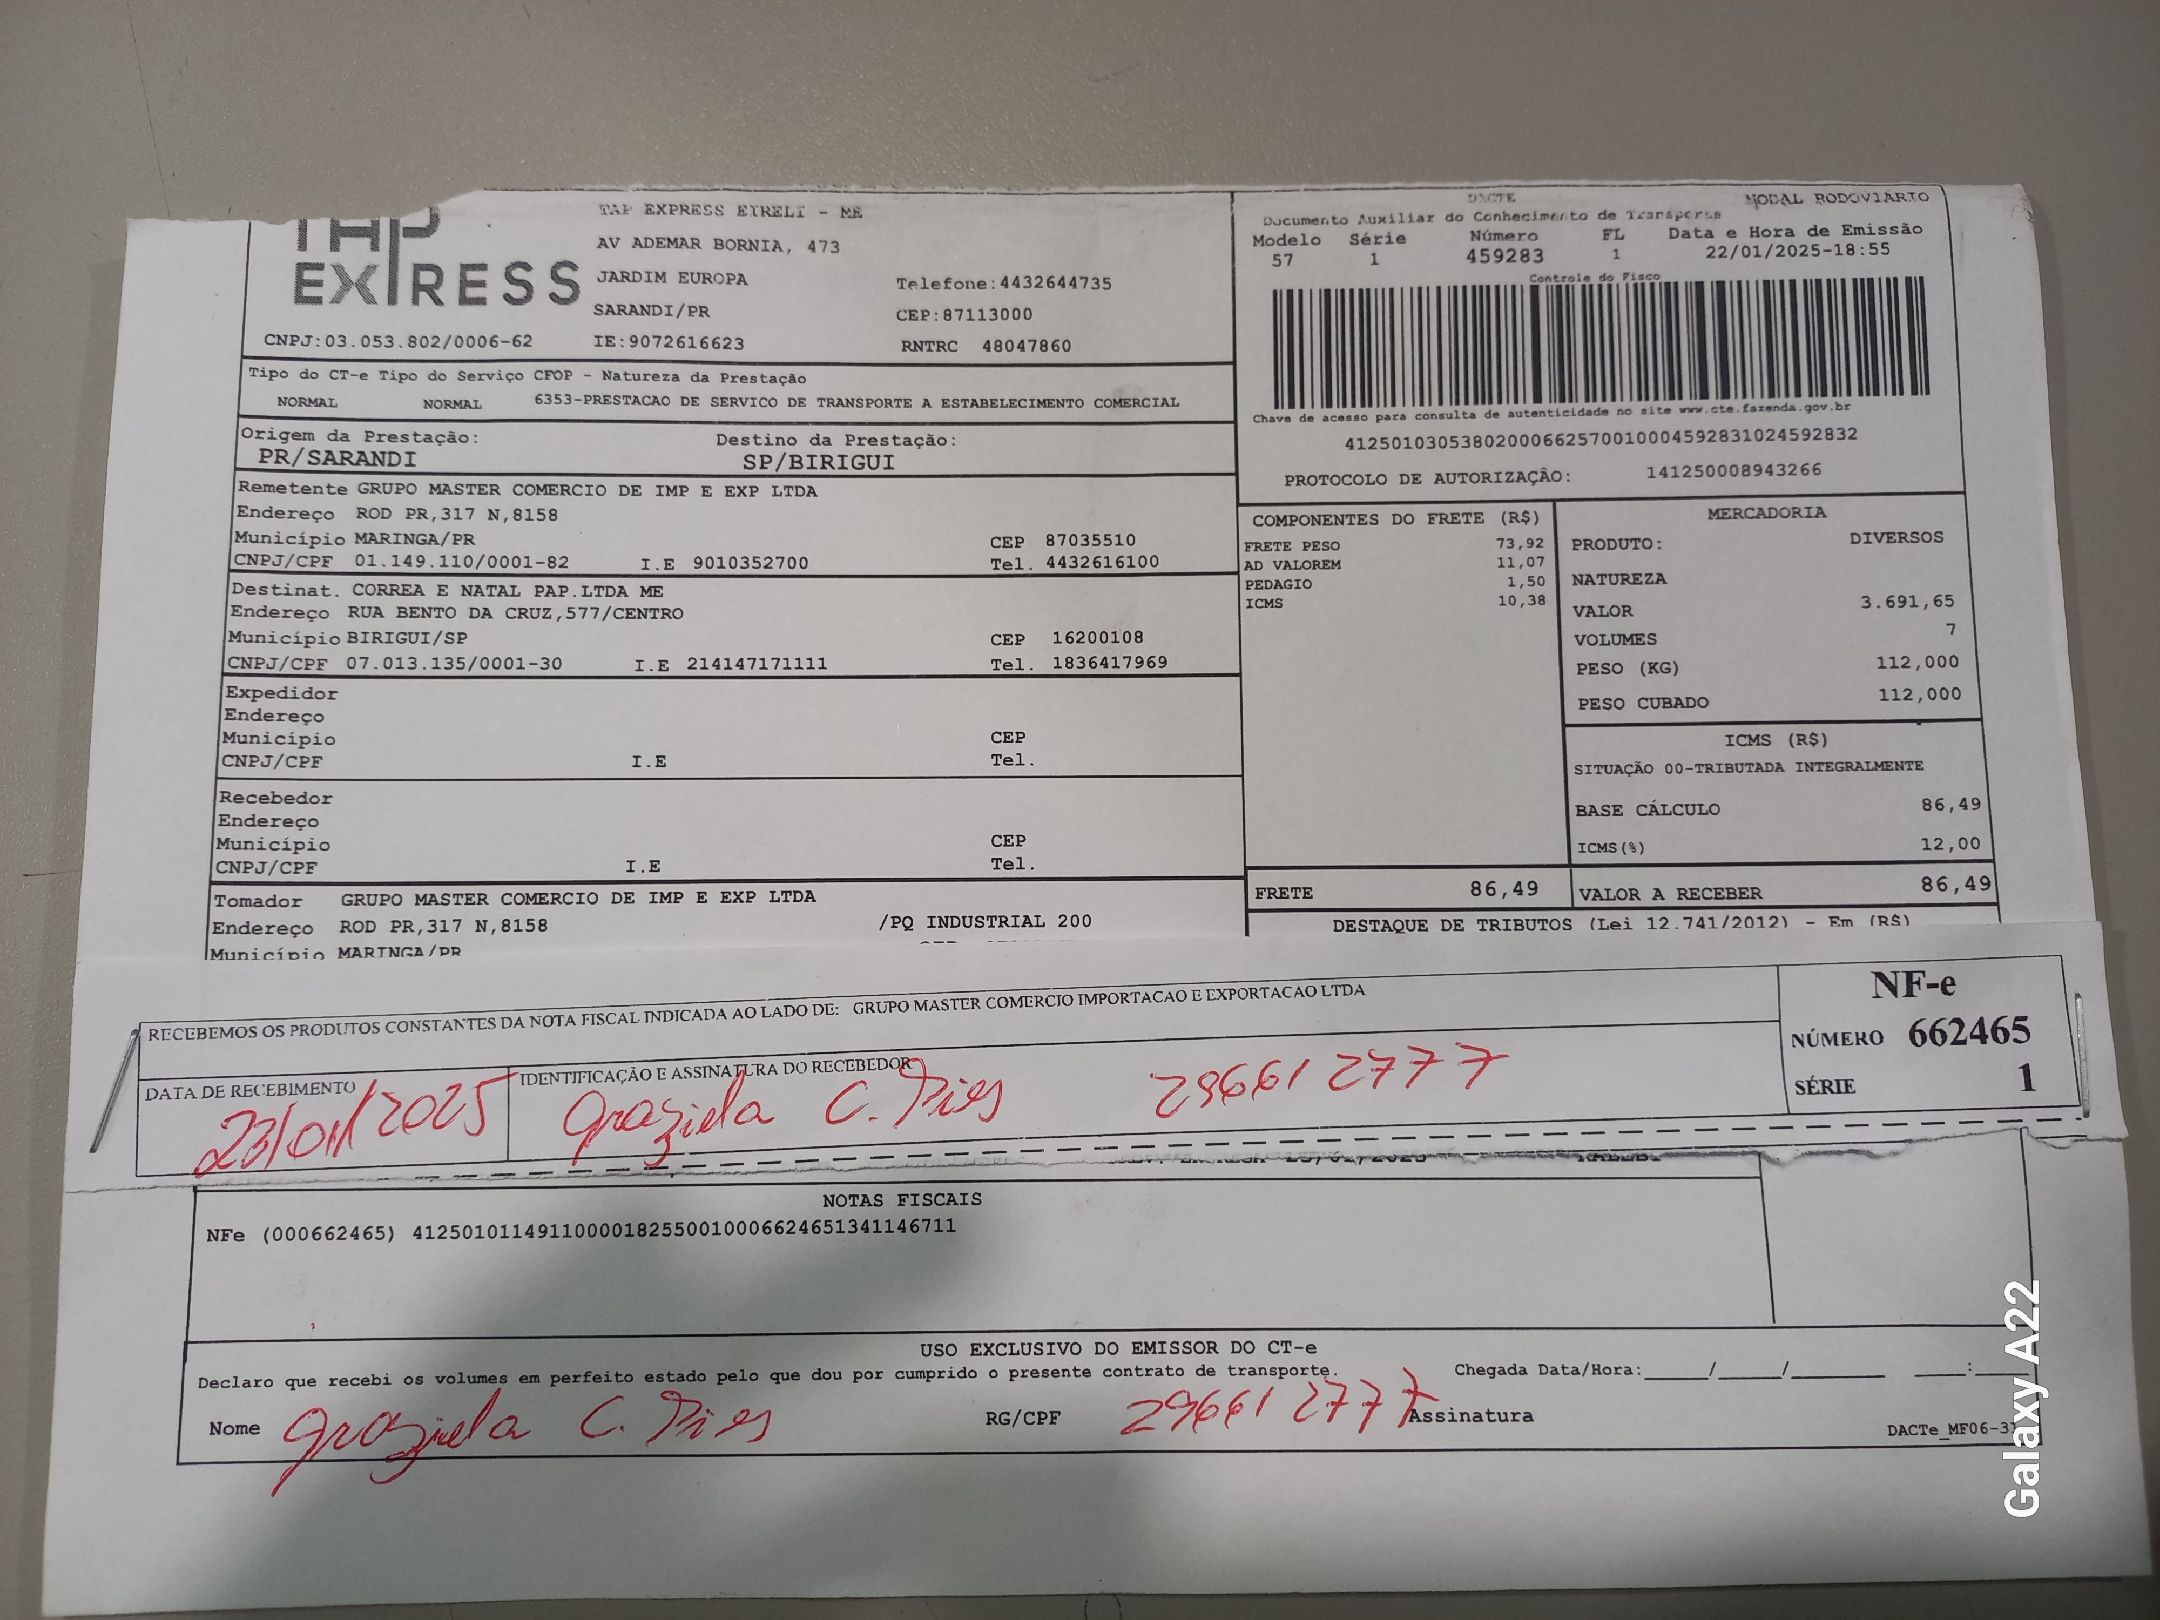 TAP EXPRESS
TAP EXPRESS EIRELI - ME
AV ADEMAR BORNIA, 473
JARDIM EUROPA Telefone:4432644735
SARANDI/PR CEP:87113000
CNPJ:03.053.802/0006-62 IE:9072616623 RNTRC 48047860
DACTE MODAL RODOVIÁRIO
Documento Auxiliar do Conhecimento de Transporte
Modelo Série Número FL Data e Hora de Emissão
57 1 459283 1 22/01/2025-18:55
Controle do Fisco
Chave de acesso para consulta de autenticidade no site www.cte.fazenda.gov.br
41250103053802000662570010004592831024592832
PROTOCOLO DE AUTORIZAÇÃO: 141250008943266
Tipo do CT-e Tipo do Serviço CFOP - Natureza da Prestação
NORMAL NORMAL 6353-PRESTACAO DE SERVICO DE TRANSPORTE A ESTABELECIMENTO COMERCIAL
Origem da Prestação: Destino da Prestação:
PR/SARANDI SP/BIRIGUI
Remetente GRUPO MASTER COMERCIO DE IMP E EXP LTDA
Endereço ROD PR,317 N,8158
Município MARINGA/PR CEP 87035510
CNPJ/CPF 01.149.110/0001-82 I.E 9010352700 Tel. 4432616100
Destinat. CORREA E NATAL PAP.LTDA ME
Endereço RUA BENTO DA CRUZ,577/CENTRO
Município BIRIGUI/SP CEP 16200108
CNPJ/CPF 07.013.135/0001-30 I.E 214147171111 Tel. 1836417969
Expedidor
Endereço
Município CEP
CNPJ/CPF I.E Tel.
Recebedor
Endereço
Município CEP
CNPJ/CPF I.E Tel.
Tomador GRUPO MASTER COMERCIO DE IMP E EXP LTDA
Endereço ROD PR,317 N,8158 /PQ INDUSTRIAL 200
Município MARINGA/PR
COMPONENTES DO FRETE (R$)
FRETE PESO 73,92
AD VALOREM 11,07
PEDAGIO 1,50
ICMS 10,38
FRETE 86,49
MERCADORIA
PRODUTO: DIVERSOS
NATUREZA
VALOR 3.691,65
VOLUMES 7
PESO (KG) 112,000
PESO CUBADO 112,000
ICMS (R$)
SITUAÇÃO 00-TRIBUTADA INTEGRALMENTE
BASE CÁLCULO 86,49
ICMS(%) 12,00
VALOR A RECEBER 86,49
DESTAQUE DE TRIBUTOS (Lei 12.741/2012) - Em (R$)
RECEBEMOS OS PRODUTOS CONSTANTES DA NOTA FISCAL INDICADA AO LADO DE: GRUPO MASTER COMERCIO IMPORTACAO E EXPORTACAO LTDA
DATA DE RECEBIMENTO IDENTIFICAÇÃO E ASSINATURA DO RECEBEDOR
23/01/2025 Graziela C. Pires 296612777
NF-e
NÚMERO 662465
SÉRIE 1
NOTAS FISCAIS
NFe (000662465) 41250101149110000182550010006624651341146711
USO EXCLUSIVO DO EMISSOR DO CT-e
Declaro que recebi os volumes em perfeito estado pelo que dou por cumprido o presente contrato de transporte. Chegada Data/Hora:______/______/_________ _____:
Nome Graziela C. Pires RG/CPF 296612777 Assinatura
Galaxy A22